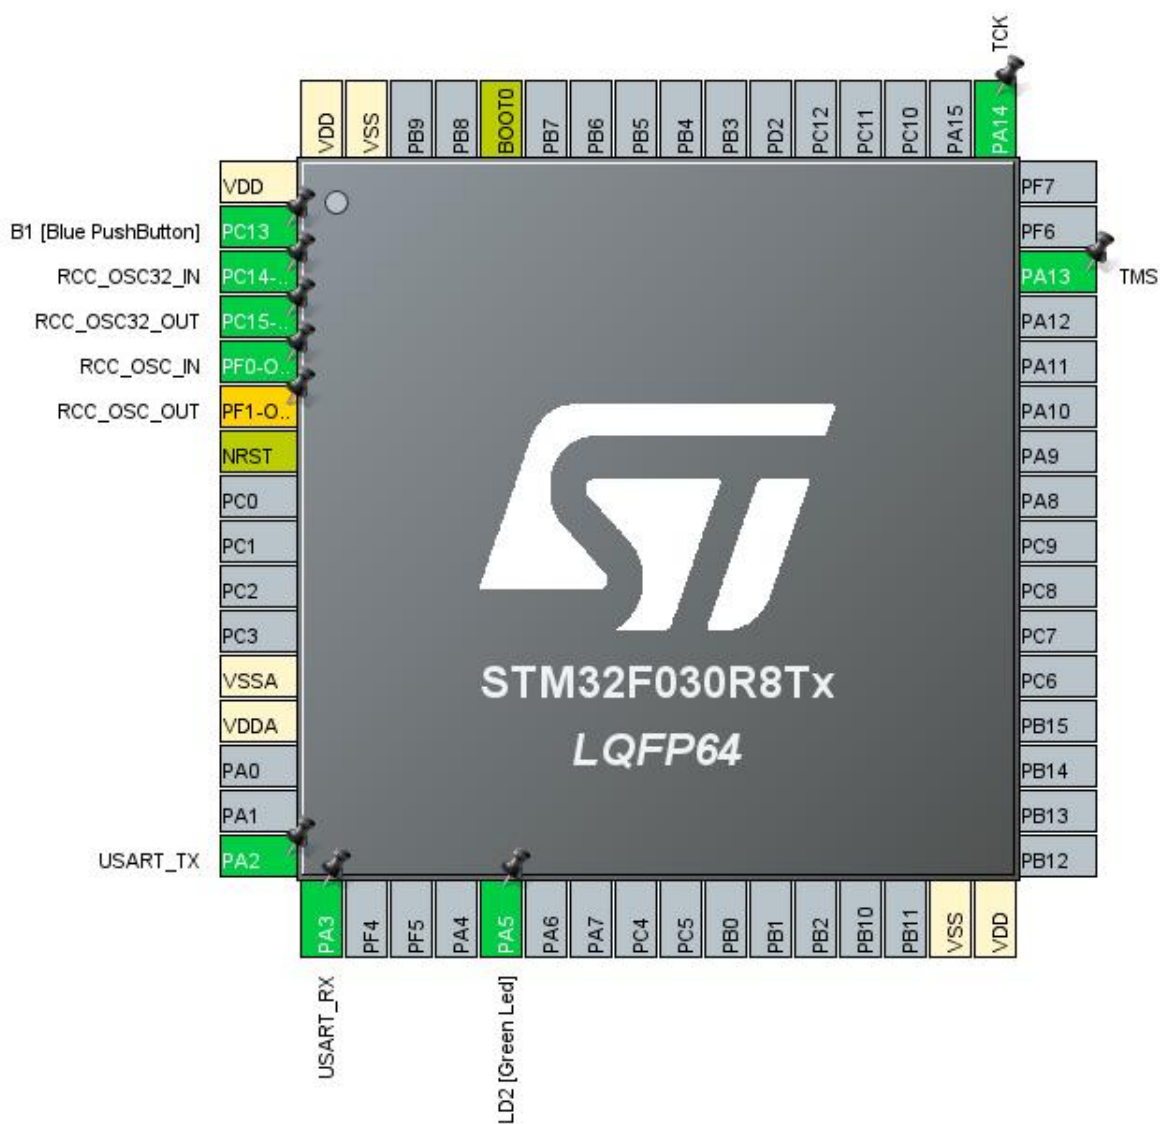 TCK
VDD
VSS
PB9
PB8
BOOT0
PB7
PB6
PB5
PB4
PB3
PD2
PC12
PC11
PC10
PA15
PA14
VDD
B1 [Blue PushButton] PC13
RCC_OSC32_IN PC14-..
RCC_OSC32_OUT PC15-..
RCC_OSC_IN PF0-O..
RCC_OSC_OUT PF1-O..
NRST
PC0
PC1
PC2
PC3
VSSA
VDDA
PA0
PA1
USART_TX PA2
PF7
PF6
PA13 TMS
PA12
PA11
PA10
PA9
PA8
PC9
PC8
PC7
PC6
PB15
PB14
PB13
PB12
ST
STM32F030R8Tx
LQFP64
PA3
PF4
PF5
PA4
PA5
PA6
PA7
PC4
PC5
PB0
PB1
PB2
PB10
PB11
VSS
VDD
USART_RX
LD2 [Green Led]